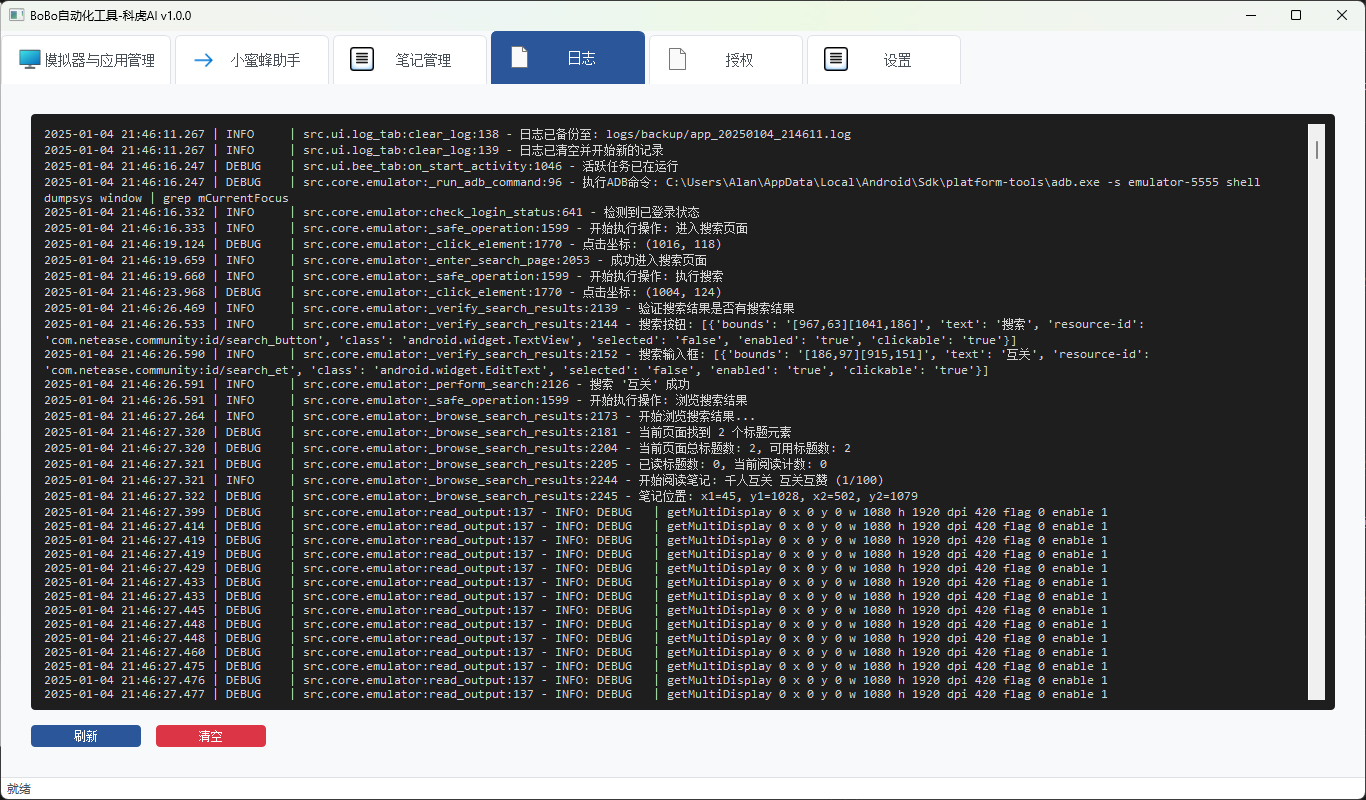 BoBo自动化工具-科虎AI v1.0.0
模拟器与应用管理 小蜜蜂助手 笔记管理 日志 授权 设置
2025-01-04 21:46:11.267 | INFO     | src.ui.log_tab:clear_log:138 - 日志已备份至: logs/backup/app_20250104_214611.log
2025-01-04 21:46:11.267 | INFO     | src.ui.log_tab:clear_log:139 - 日志已清空并开始新的记录
2025-01-04 21:46:16.247 | DEBUG    | src.ui.bee_tab:on_start_activity:1046 - 活跃任务已在运行
2025-01-04 21:46:16.247 | DEBUG    | src.core.emulator:_run_adb_command:96 - 执行ADB命令: C:\Users\Alan\AppData\Local\Android\Sdk\platform-tools\adb.exe -s emulator-5555 shell
dumpsys window | grep mCurrentFocus
2025-01-04 21:46:16.332 | INFO     | src.core.emulator:check_login_status:641 - 检测到已登录状态
2025-01-04 21:46:16.333 | INFO     | src.core.emulator:_safe_operation:1599 - 开始执行操作: 进入搜索页面
2025-01-04 21:46:19.124 | DEBUG    | src.core.emulator:_click_element:1770 - 点击坐标: (1016, 118)
2025-01-04 21:46:19.659 | INFO     | src.core.emulator:_enter_search_page:2053 - 成功进入搜索页面
2025-01-04 21:46:19.660 | INFO     | src.core.emulator:_safe_operation:1599 - 开始执行操作: 执行搜索
2025-01-04 21:46:23.968 | DEBUG    | src.core.emulator:_click_element:1770 - 点击坐标: (1004, 124)
2025-01-04 21:46:26.469 | INFO     | src.core.emulator:_verify_search_results:2139 - 验证搜索结果是否有搜索结果
2025-01-04 21:46:26.533 | INFO     | src.core.emulator:_verify_search_results:2144 - 搜索按钮: [{'bounds': '[967,63][1041,186]', 'text': '搜索', 'resource-id':
'com.netease.community:id/search_button', 'class': 'android.widget.TextView', 'selected': 'false', 'enabled': 'true', 'clickable': 'true'}]
2025-01-04 21:46:26.590 | INFO     | src.core.emulator:_verify_search_results:2152 - 搜索输入框: [{'bounds': '[186,97][915,151]', 'text': '互关', 'resource-id':
'com.netease.community:id/search_et', 'class': 'android.widget.EditText', 'selected': 'false', 'enabled': 'true', 'clickable': 'true'}]
2025-01-04 21:46:26.591 | INFO     | src.core.emulator:_perform_search:2126 - 搜索 '互关' 成功
2025-01-04 21:46:26.591 | INFO     | src.core.emulator:_safe_operation:1599 - 开始执行操作: 浏览搜索结果
2025-01-04 21:46:27.264 | INFO     | src.core.emulator:_browse_search_results:2173 - 开始浏览搜索结果...
2025-01-04 21:46:27.320 | DEBUG    | src.core.emulator:_browse_search_results:2181 - 当前页面找到 2 个标题元素
2025-01-04 21:46:27.320 | DEBUG    | src.core.emulator:_browse_search_results:2204 - 当前页面总标题数: 2, 可用标题数: 2
2025-01-04 21:46:27.321 | DEBUG    | src.core.emulator:_browse_search_results:2205 - 已读标题数: 0, 当前阅读计数: 0
2025-01-04 21:46:27.321 | INFO     | src.core.emulator:_browse_search_results:2244 - 开始阅读笔记: 千人互关 互关互赞 (1/100)
2025-01-04 21:46:27.322 | DEBUG    | src.core.emulator:_browse_search_results:2245 - 笔记位置: x1=45, y1=1028, x2=502, y2=1079
2025-01-04 21:46:27.399 | DEBUG    | src.core.emulator:read_output:137 - INFO: DEBUG   | getMultiDisplay 0 x 0 y 0 w 1080 h 1920 dpi 420 flag 0 enable 1
2025-01-04 21:46:27.414 | DEBUG    | src.core.emulator:read_output:137 - INFO: DEBUG   | getMultiDisplay 0 x 0 y 0 w 1080 h 1920 dpi 420 flag 0 enable 1
2025-01-04 21:46:27.419 | DEBUG    | src.core.emulator:read_output:137 - INFO: DEBUG   | getMultiDisplay 0 x 0 y 0 w 1080 h 1920 dpi 420 flag 0 enable 1
2025-01-04 21:46:27.419 | DEBUG    | src.core.emulator:read_output:137 - INFO: DEBUG   | getMultiDisplay 0 x 0 y 0 w 1080 h 1920 dpi 420 flag 0 enable 1
2025-01-04 21:46:27.429 | DEBUG    | src.core.emulator:read_output:137 - INFO: DEBUG   | getMultiDisplay 0 x 0 y 0 w 1080 h 1920 dpi 420 flag 0 enable 1
2025-01-04 21:46:27.433 | DEBUG    | src.core.emulator:read_output:137 - INFO: DEBUG   | getMultiDisplay 0 x 0 y 0 w 1080 h 1920 dpi 420 flag 0 enable 1
2025-01-04 21:46:27.433 | DEBUG    | src.core.emulator:read_output:137 - INFO: DEBUG   | getMultiDisplay 0 x 0 y 0 w 1080 h 1920 dpi 420 flag 0 enable 1
2025-01-04 21:46:27.445 | DEBUG    | src.core.emulator:read_output:137 - INFO: DEBUG   | getMultiDisplay 0 x 0 y 0 w 1080 h 1920 dpi 420 flag 0 enable 1
2025-01-04 21:46:27.448 | DEBUG    | src.core.emulator:read_output:137 - INFO: DEBUG   | getMultiDisplay 0 x 0 y 0 w 1080 h 1920 dpi 420 flag 0 enable 1
2025-01-04 21:46:27.448 | DEBUG    | src.core.emulator:read_output:137 - INFO: DEBUG   | getMultiDisplay 0 x 0 y 0 w 1080 h 1920 dpi 420 flag 0 enable 1
2025-01-04 21:46:27.460 | DEBUG    | src.core.emulator:read_output:137 - INFO: DEBUG   | getMultiDisplay 0 x 0 y 0 w 1080 h 1920 dpi 420 flag 0 enable 1
2025-01-04 21:46:27.475 | DEBUG    | src.core.emulator:read_output:137 - INFO: DEBUG   | getMultiDisplay 0 x 0 y 0 w 1080 h 1920 dpi 420 flag 0 enable 1
2025-01-04 21:46:27.476 | DEBUG    | src.core.emulator:read_output:137 - INFO: DEBUG   | getMultiDisplay 0 x 0 y 0 w 1080 h 1920 dpi 420 flag 0 enable 1
2025-01-04 21:46:27.477 | DEBUG    | src.core.emulator:read_output:137 - INFO: DEBUG   | getMultiDisplay 0 x 0 y 0 w 1080 h 1920 dpi 420 flag 0 enable 1
刷新 清空
就绪